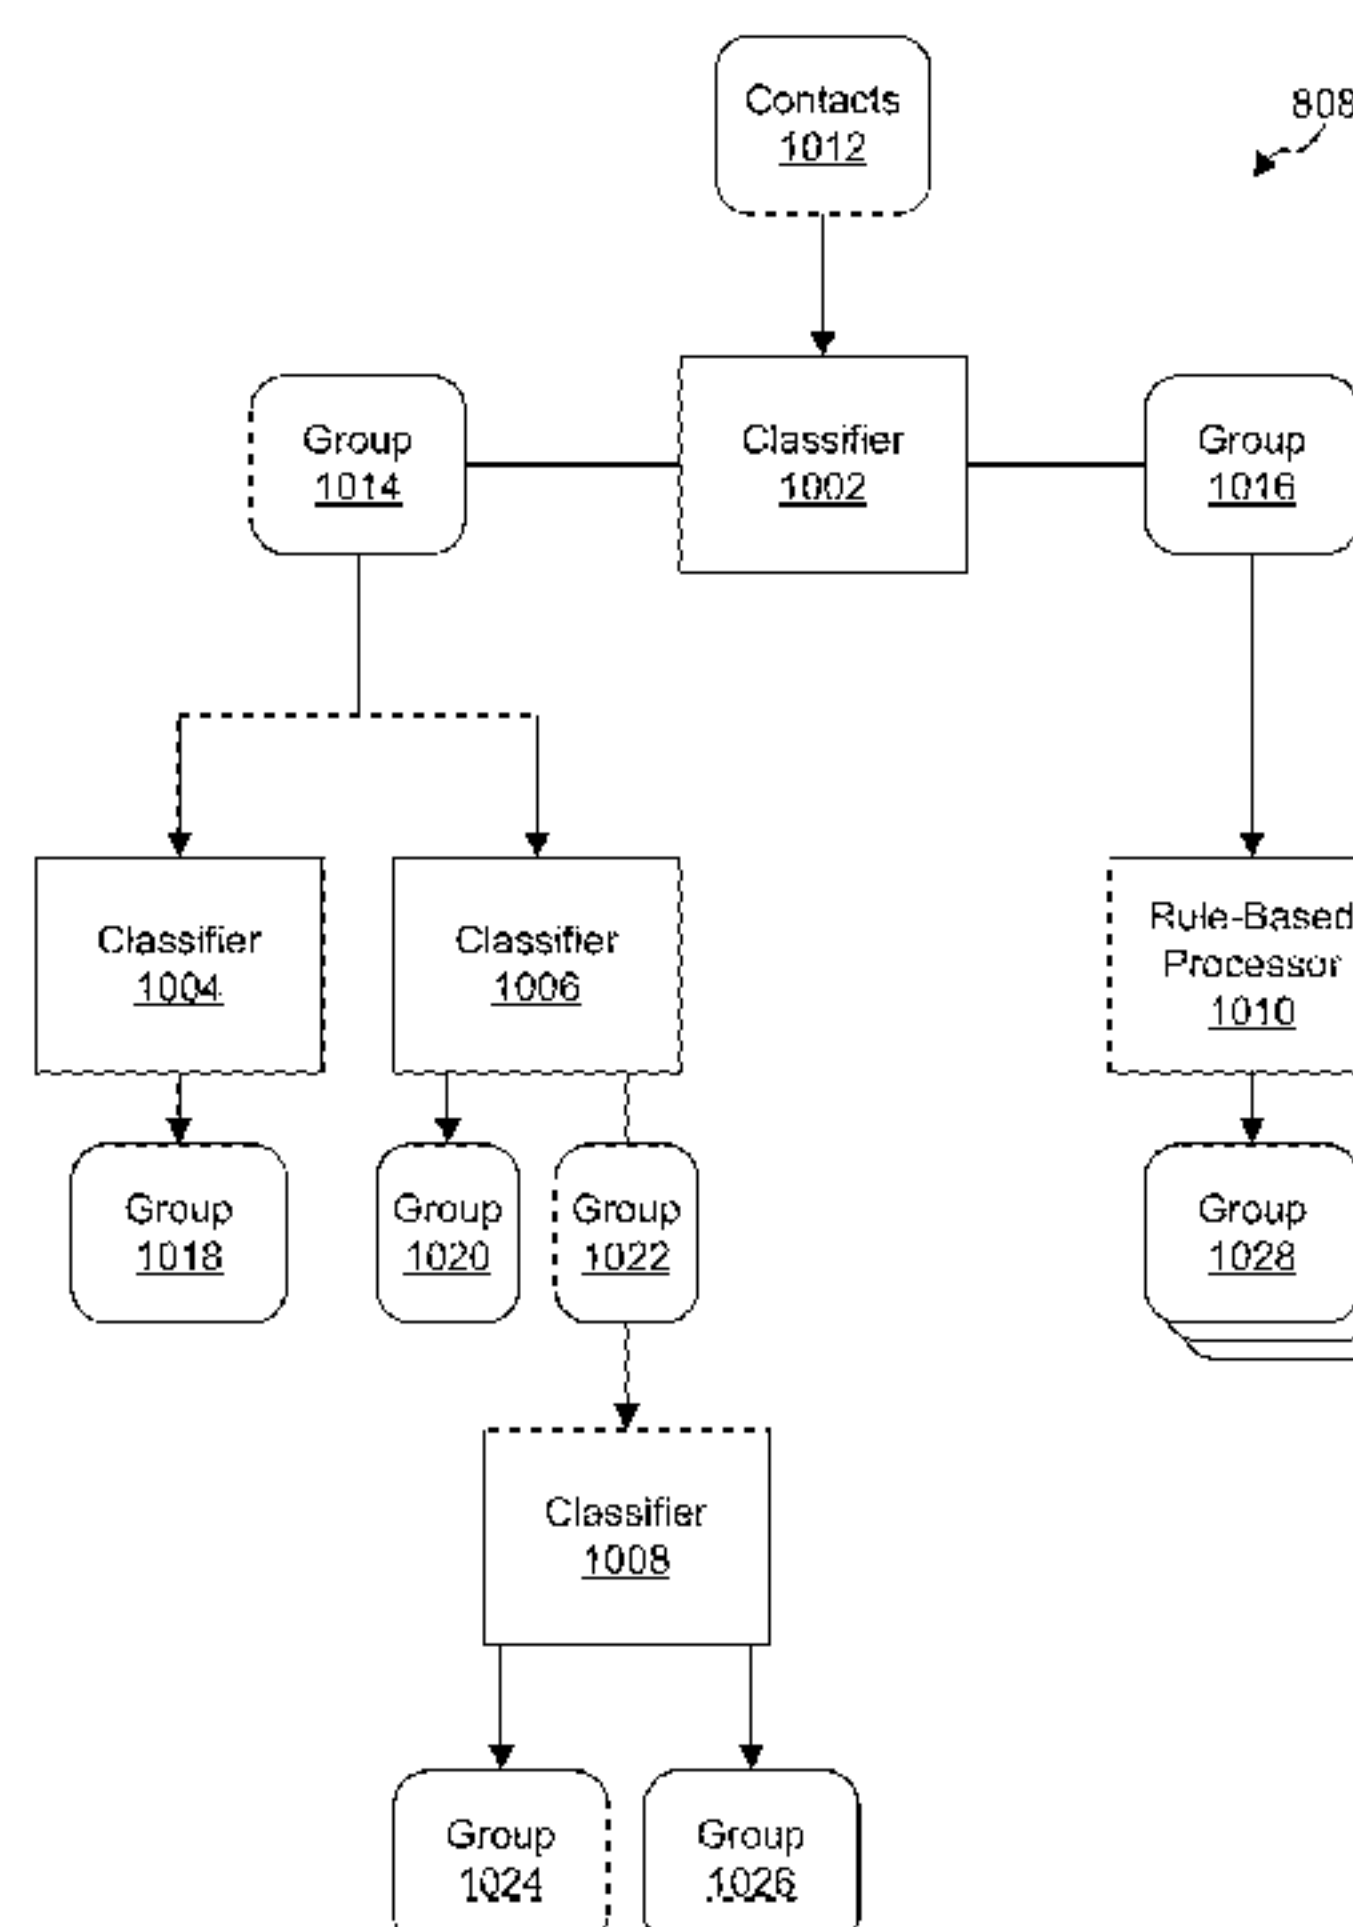 Contacts
1012
808
Group
1014
Classifier
1002
Group
1016
Classifier
1004
Classifier
1006
Rule-Based
Processor
1010
Group
1018
Group
1020
Group
1022
Group
1028
Classifier
1008
Group
1024
Group
1026